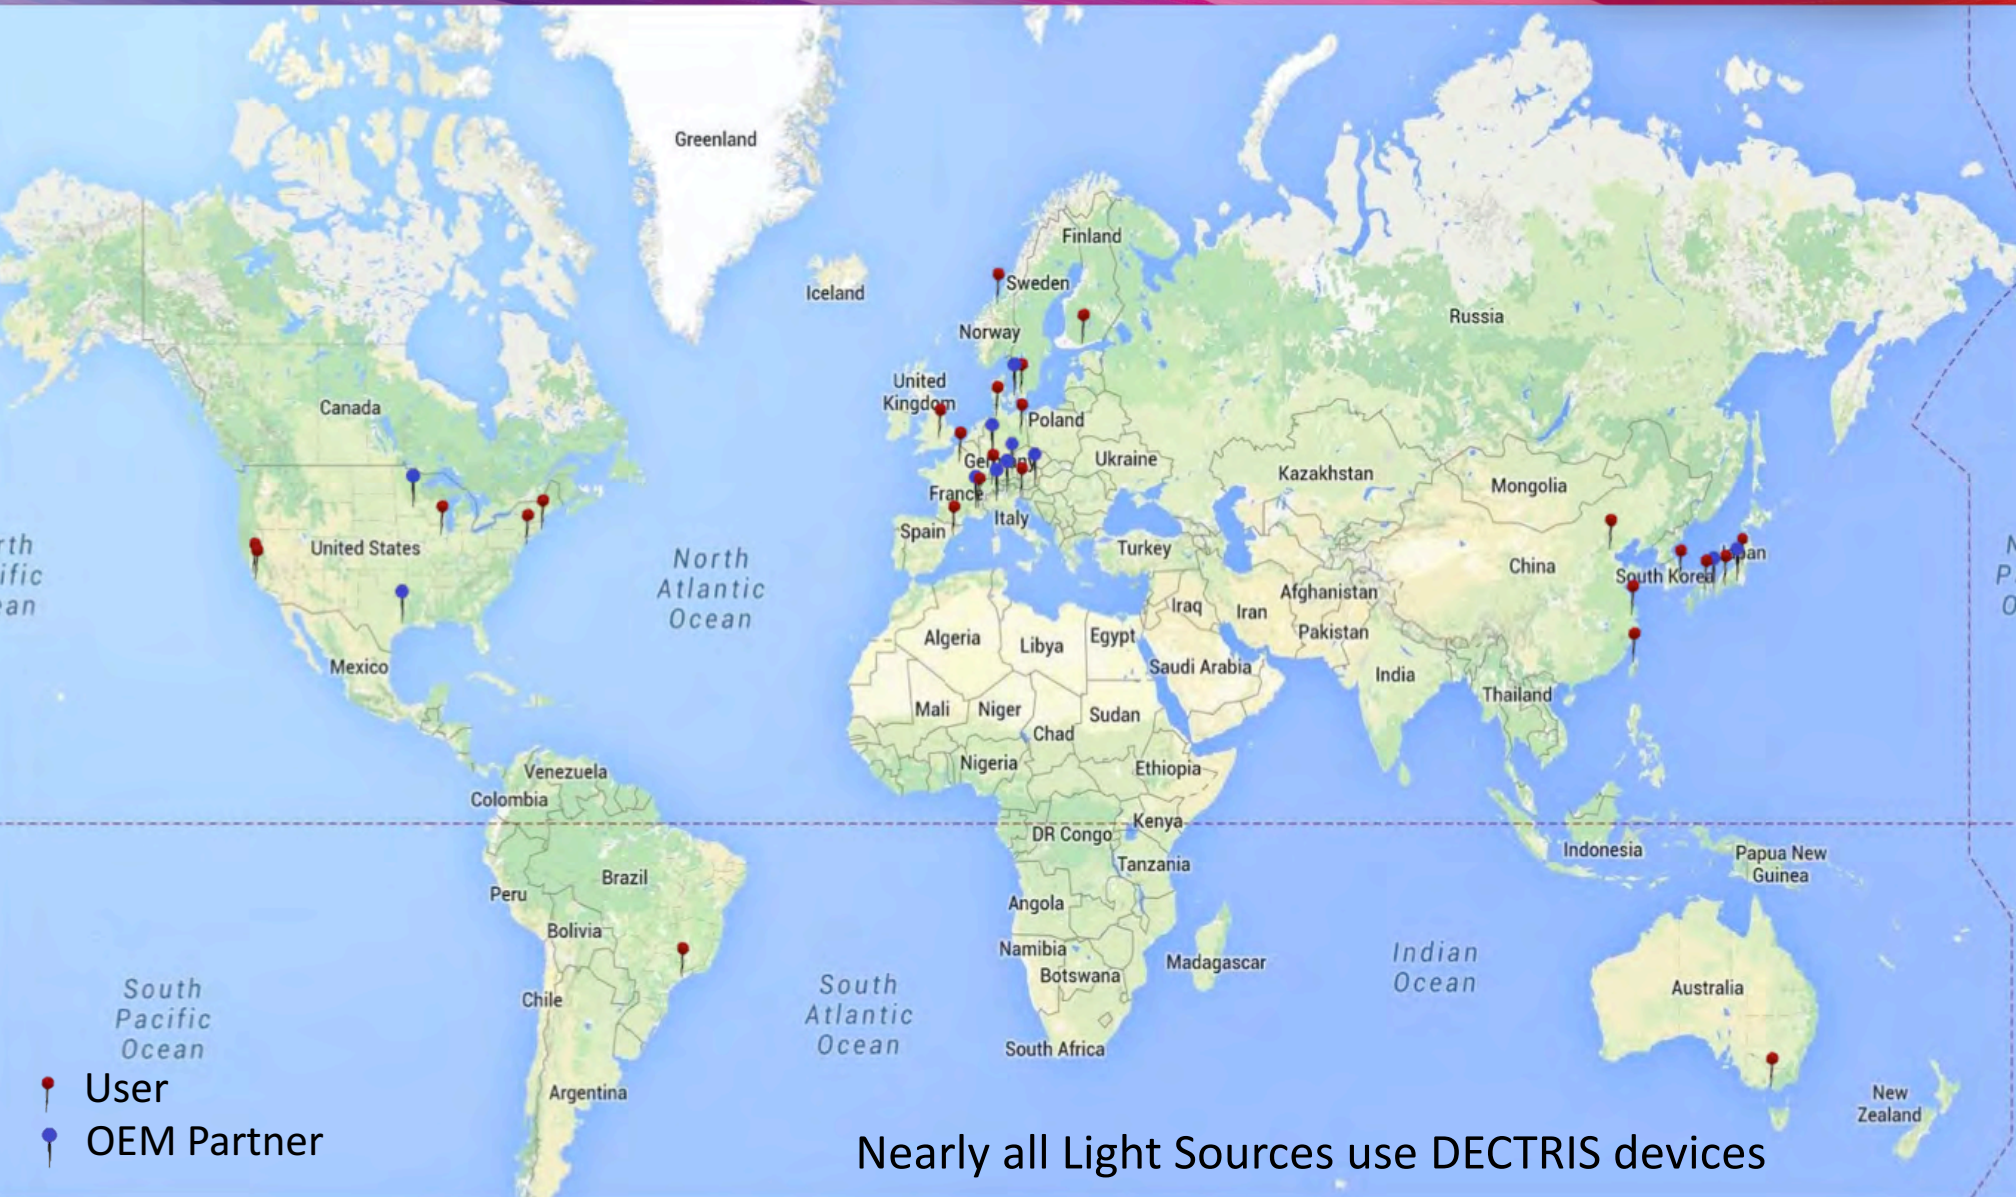 Greenland
Finland
Iceland
Sweden
Russia
Norway
United
Kingdom
Canada
Poland
Germany
Ukraine
Kazakhstan
Mongolia
France
Italy
Spain
United States
North
Atlantic
Ocean
Turkey
China
Japan
South Korea
Afghanistan
Iraq
Iran
Pakistan
Algeria
Libya
Egypt
Mexico
Saudi Arabia
India
Thailand
Mali
Niger
Sudan
Chad
Nigeria
Ethiopia
Venezuela
Colombia
Kenya
DR Congo
Indonesia
Papua New
Guinea
Tanzania
Brazil
Peru
Angola
Bolivia
Namibia
Botswana
Madagascar
Indian
Ocean
Australia
South
Pacific
Ocean
Chile
South
Atlantic
Ocean
South Africa
Argentina
New
Zealand
rth
ific
an
N
P
O
User
OEM Partner
Nearly all Light Sources use DECTRIS devices